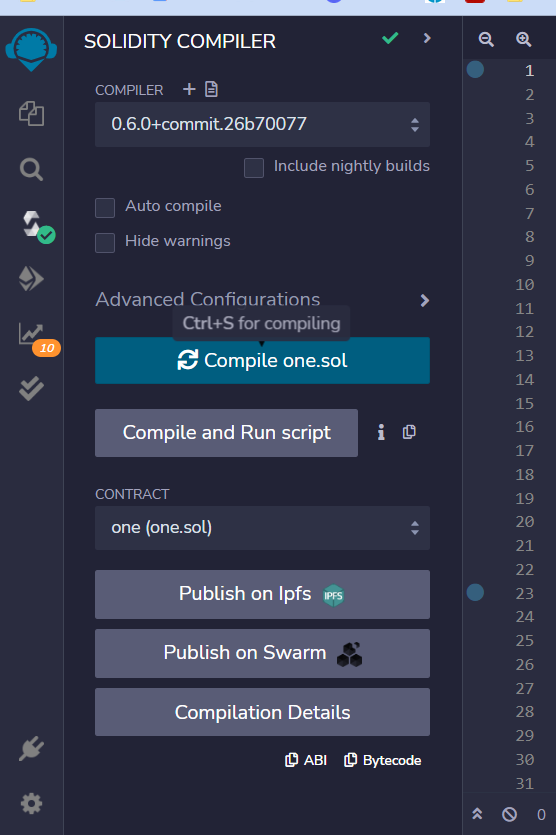 SOLIDITY COMPILER
COMPILER
0.6.0+commit.26b70077
Include nightly builds
Auto compile
Hide warnings
Advanced Configurations
Ctrl+S for compiling
Compile one.sol
Compile and Run script
CONTRACT
one (one.sol)
Publish on Ipfs IPFS
Publish on Swarm
Compilation Details
ABI Bytecode
10
1
2
3
4
5
6
7
8
9
10
11
12
13
14
15
16
17
18
19
20
21
22
23
24
25
26
27
28
29
30
31
0